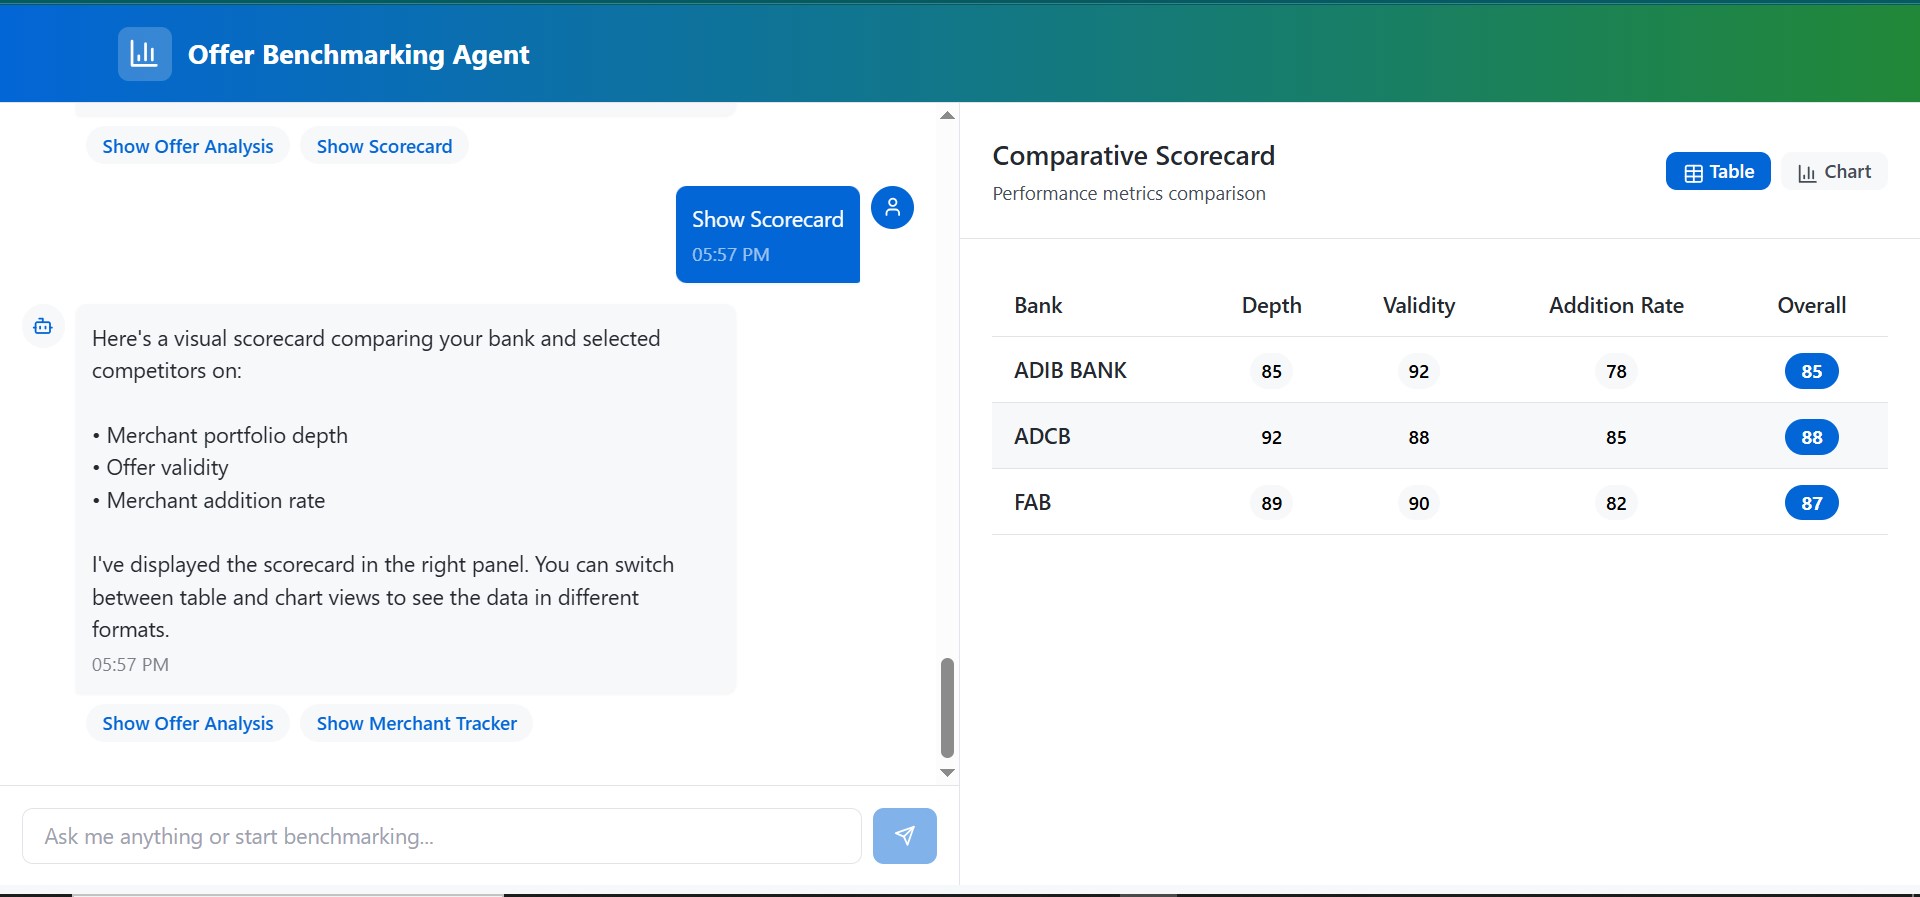 Offer Benchmarking Agent
Show Offer Analysis
Show Scorecard
Show Scorecard
05:57 PM
Here's a visual scorecard comparing your bank and selected
competitors on:
• Merchant portfolio depth
• Offer validity
• Merchant addition rate
I've displayed the scorecard in the right panel. You can switch
between table and chart views to see the data in different
formats.
05:57 PM
Show Offer Analysis
Show Merchant Tracker
Ask me anything or start benchmarking...
Comparative Scorecard
Performance metrics comparison
Table
Chart
Bank Depth Validity Addition Rate Overall
ADIB BANK 85 92 78 85
ADCB 92 88 85 88
FAB 89 90 82 87